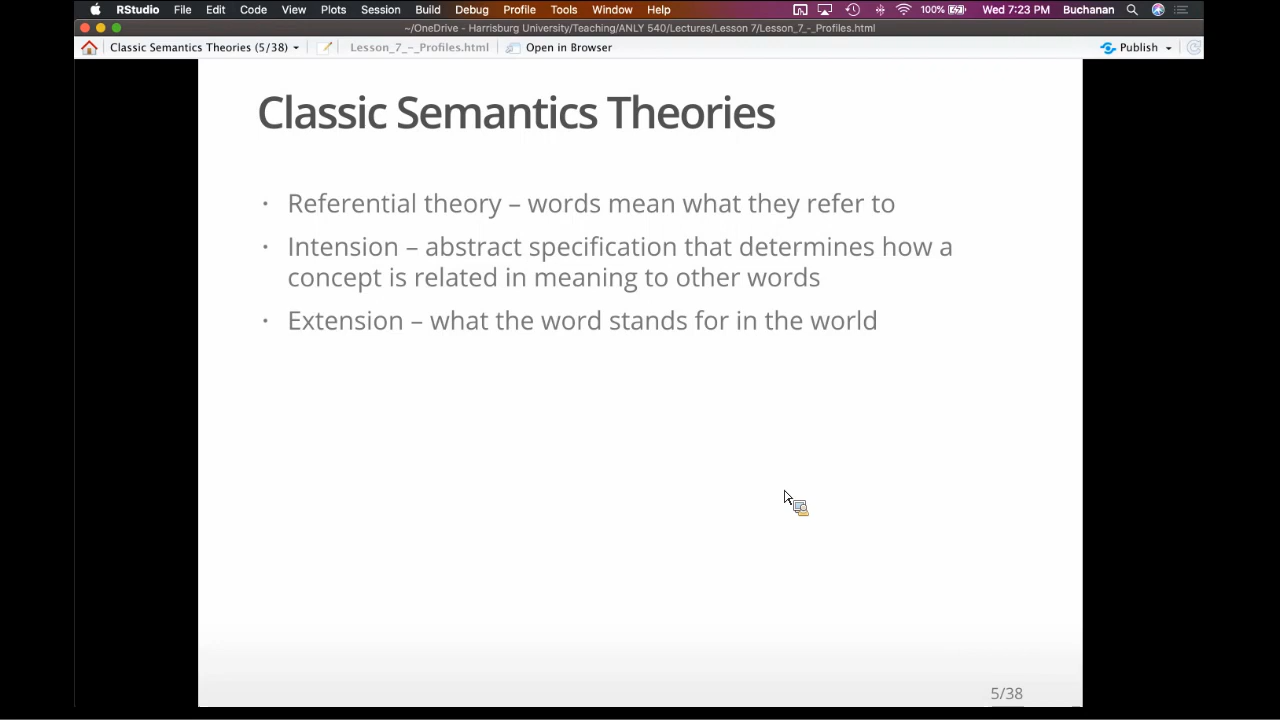 RStudio File Edit Code View Plots Session Build Debug Profile Tools Window Help 100% Wed 7:23 PM Buchanan
~/OneDrive - Harrisburg University/Teaching/ANLY 540/Lectures/Lesson 7/Lesson_7_-_Profiles.html
Classic Semantics Theories (5/38) Lesson_7_-_Profiles.html Open in Browser Publish
Classic Semantics Theories
• Referential theory – words mean what they refer to
• Intension – abstract specification that determines how a
concept is related in meaning to other words
• Extension – what the word stands for in the world
5/38